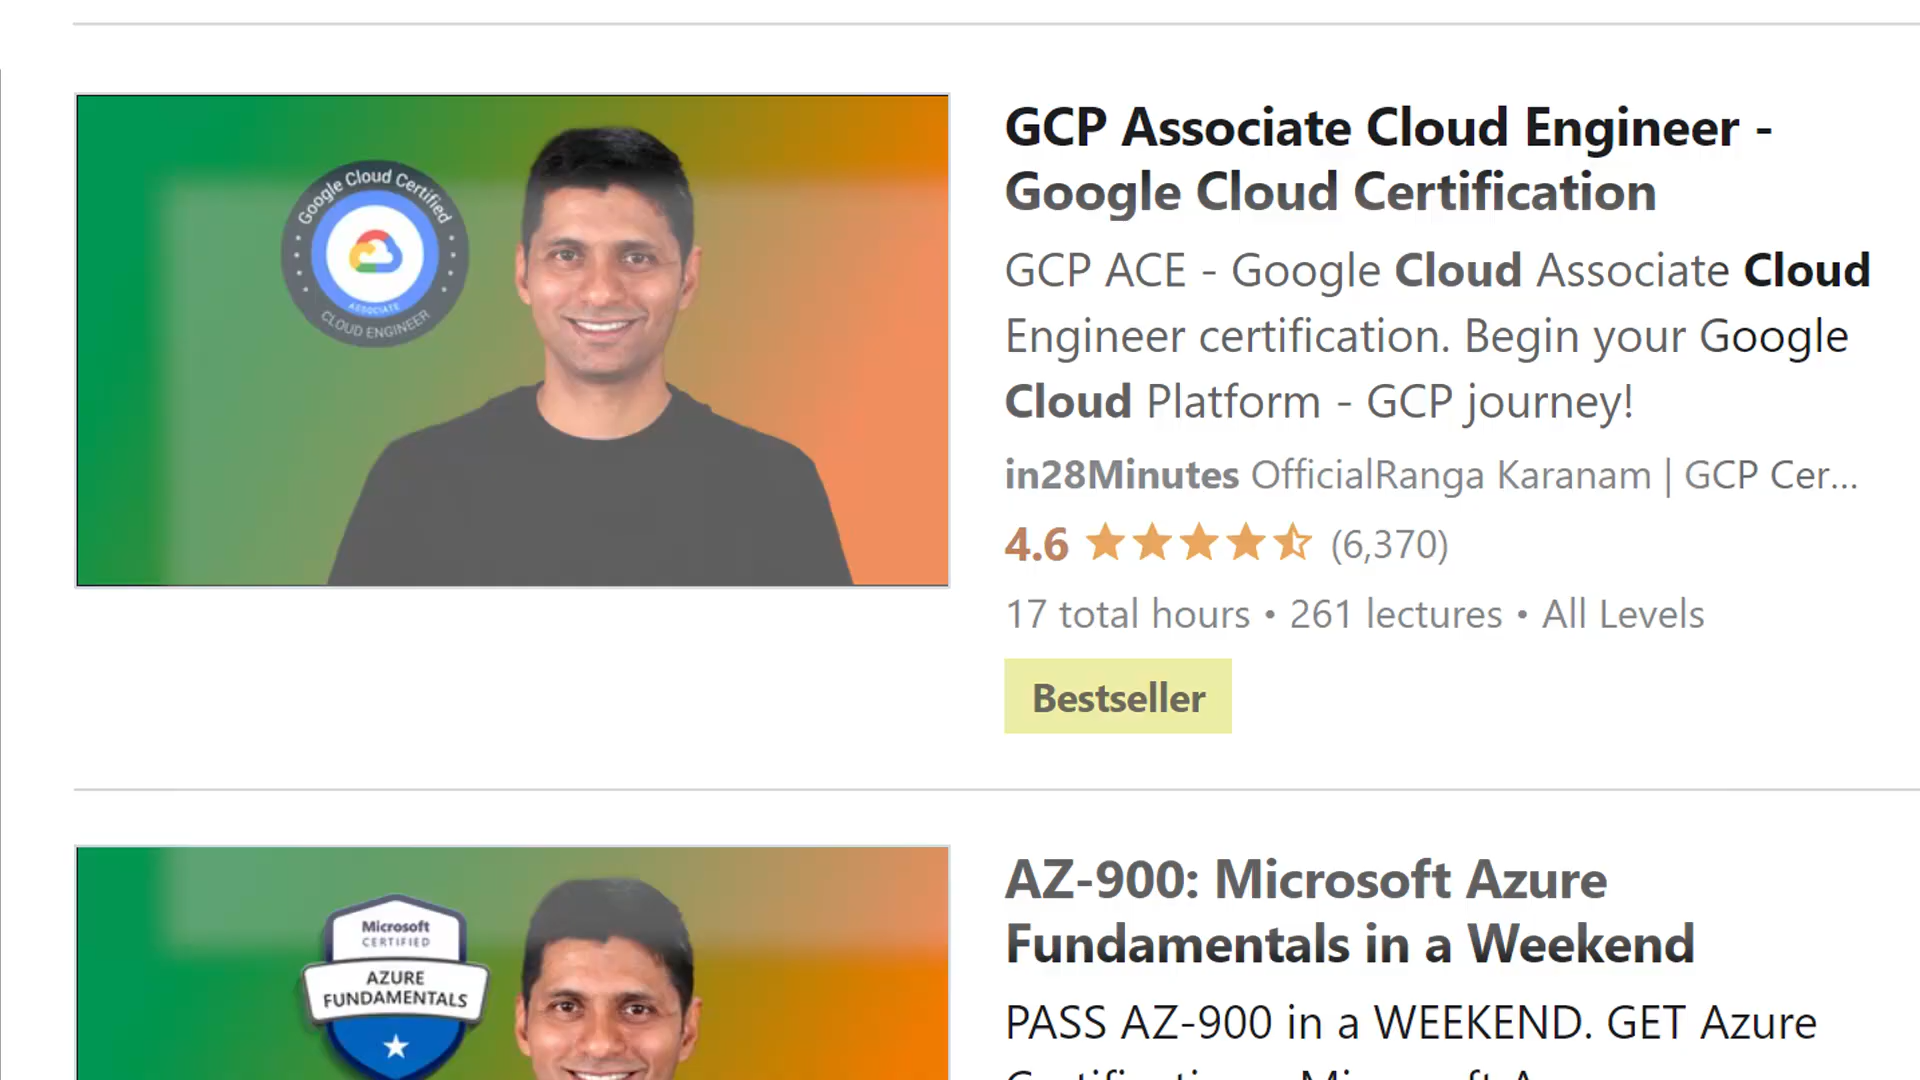 Google Cloud Certified
ASSOCIATE
CLOUD ENGINEER
GCP Associate Cloud Engineer -
Google Cloud Certification
GCP ACE - Google Cloud Associate Cloud
Engineer certification. Begin your Google
Cloud Platform - GCP journey!
in28Minutes OfficialRanga Karanam | GCP Cer...
4.6 (6,370)
17 total hours • 261 lectures • All Levels
Bestseller
Microsoft
CERTIFIED
AZURE
FUNDAMENTALS
AZ-900: Microsoft Azure
Fundamentals in a Weekend
PASS AZ-900 in a WEEKEND. GET Azure